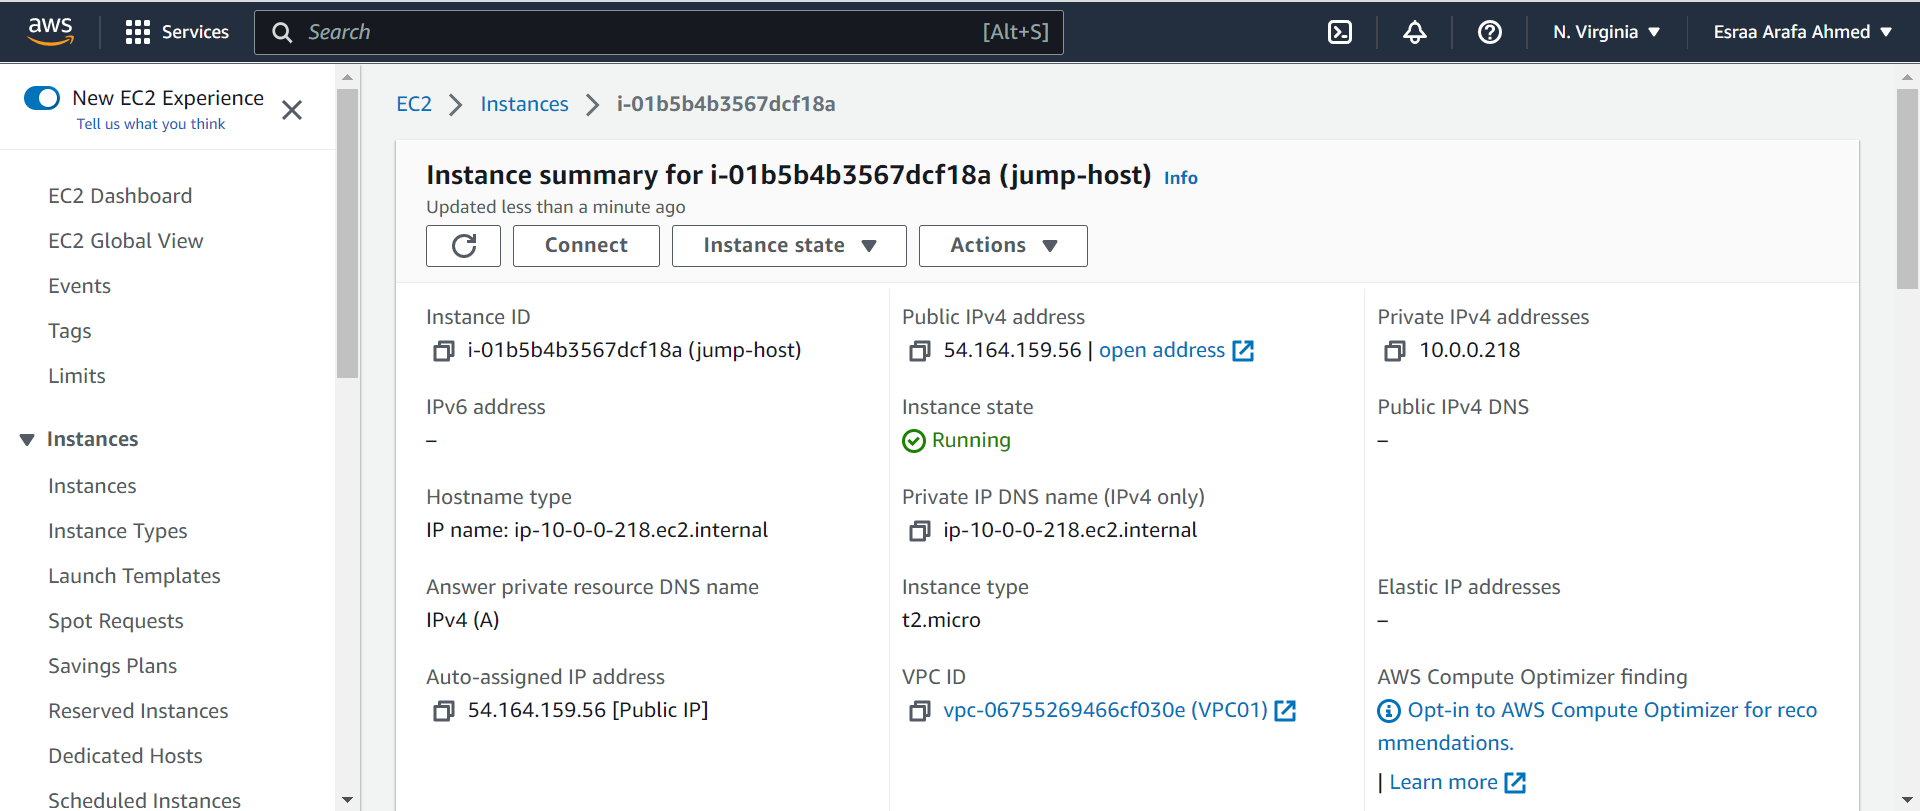 aws
Services
Search
[Alt+S]
N. Virginia
Esraa Arafa Ahmed
New EC2 Experience
Tell us what you think
EC2 Dashboard
EC2 Global View
Events
Tags
Limits
Instances
Instances
Instance Types
Launch Templates
Spot Requests
Savings Plans
Reserved Instances
Dedicated Hosts
Scheduled Instances
EC2
Instances
i-01b5b4b3567dcf18a
Instance summary for i-01b5b4b3567dcf18a (jump-host) Info
Updated less than a minute ago
Connect
Instance state
Actions
Instance ID
i-01b5b4b3567dcf18a (jump-host)
Public IPv4 address
54.164.159.56 | open address
Private IPv4 addresses
10.0.0.218
IPv6 address
–
Instance state
Running
Public IPv4 DNS
–
Hostname type
IP name: ip-10-0-0-218.ec2.internal
Private IP DNS name (IPv4 only)
ip-10-0-0-218.ec2.internal
Answer private resource DNS name
IPv4 (A)
Instance type
t2.micro
Elastic IP addresses
–
Auto-assigned IP address
54.164.159.56 [Public IP]
VPC ID
vpc-06755269466cf030e (VPC01)
AWS Compute Optimizer finding
Opt-in to AWS Compute Optimizer for reco
mmendations.
| Learn more